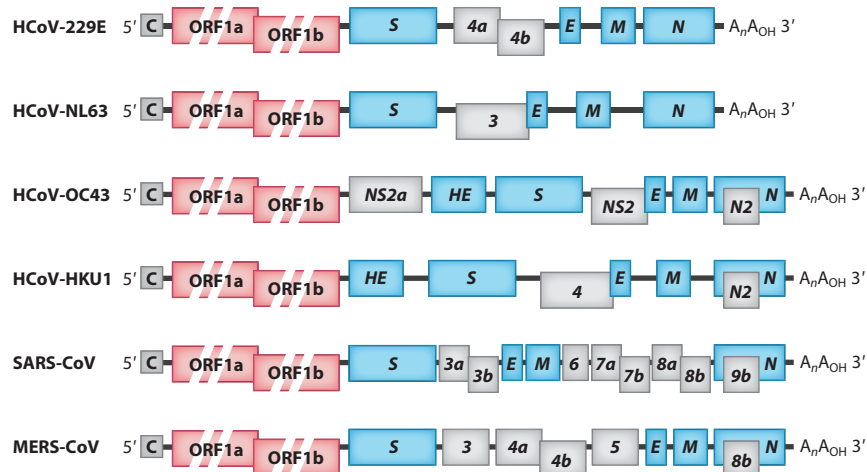 HCoV-229E 5′ C ORF1a ORF1b S 4a 4b E M N AnAOH 3′
HCoV-NL63 5′ C ORF1a ORF1b S 3 E M N AnAOH 3′
HCoV-OC43 5′ C ORF1a ORF1b NS2a HE S NS2 E M N2 N AnAOH 3′
HCoV-HKU1 5′ C ORF1a ORF1b HE S 4 E M N2 N AnAOH 3′
SARS-CoV 5′ C ORF1a ORF1b S 3a 3b E M 6 7a 7b 8a 8b 9b N AnAOH 3′
MERS-CoV 5′ C ORF1a ORF1b S 3 4a 4b 5 E M 8b N AnAOH 3′